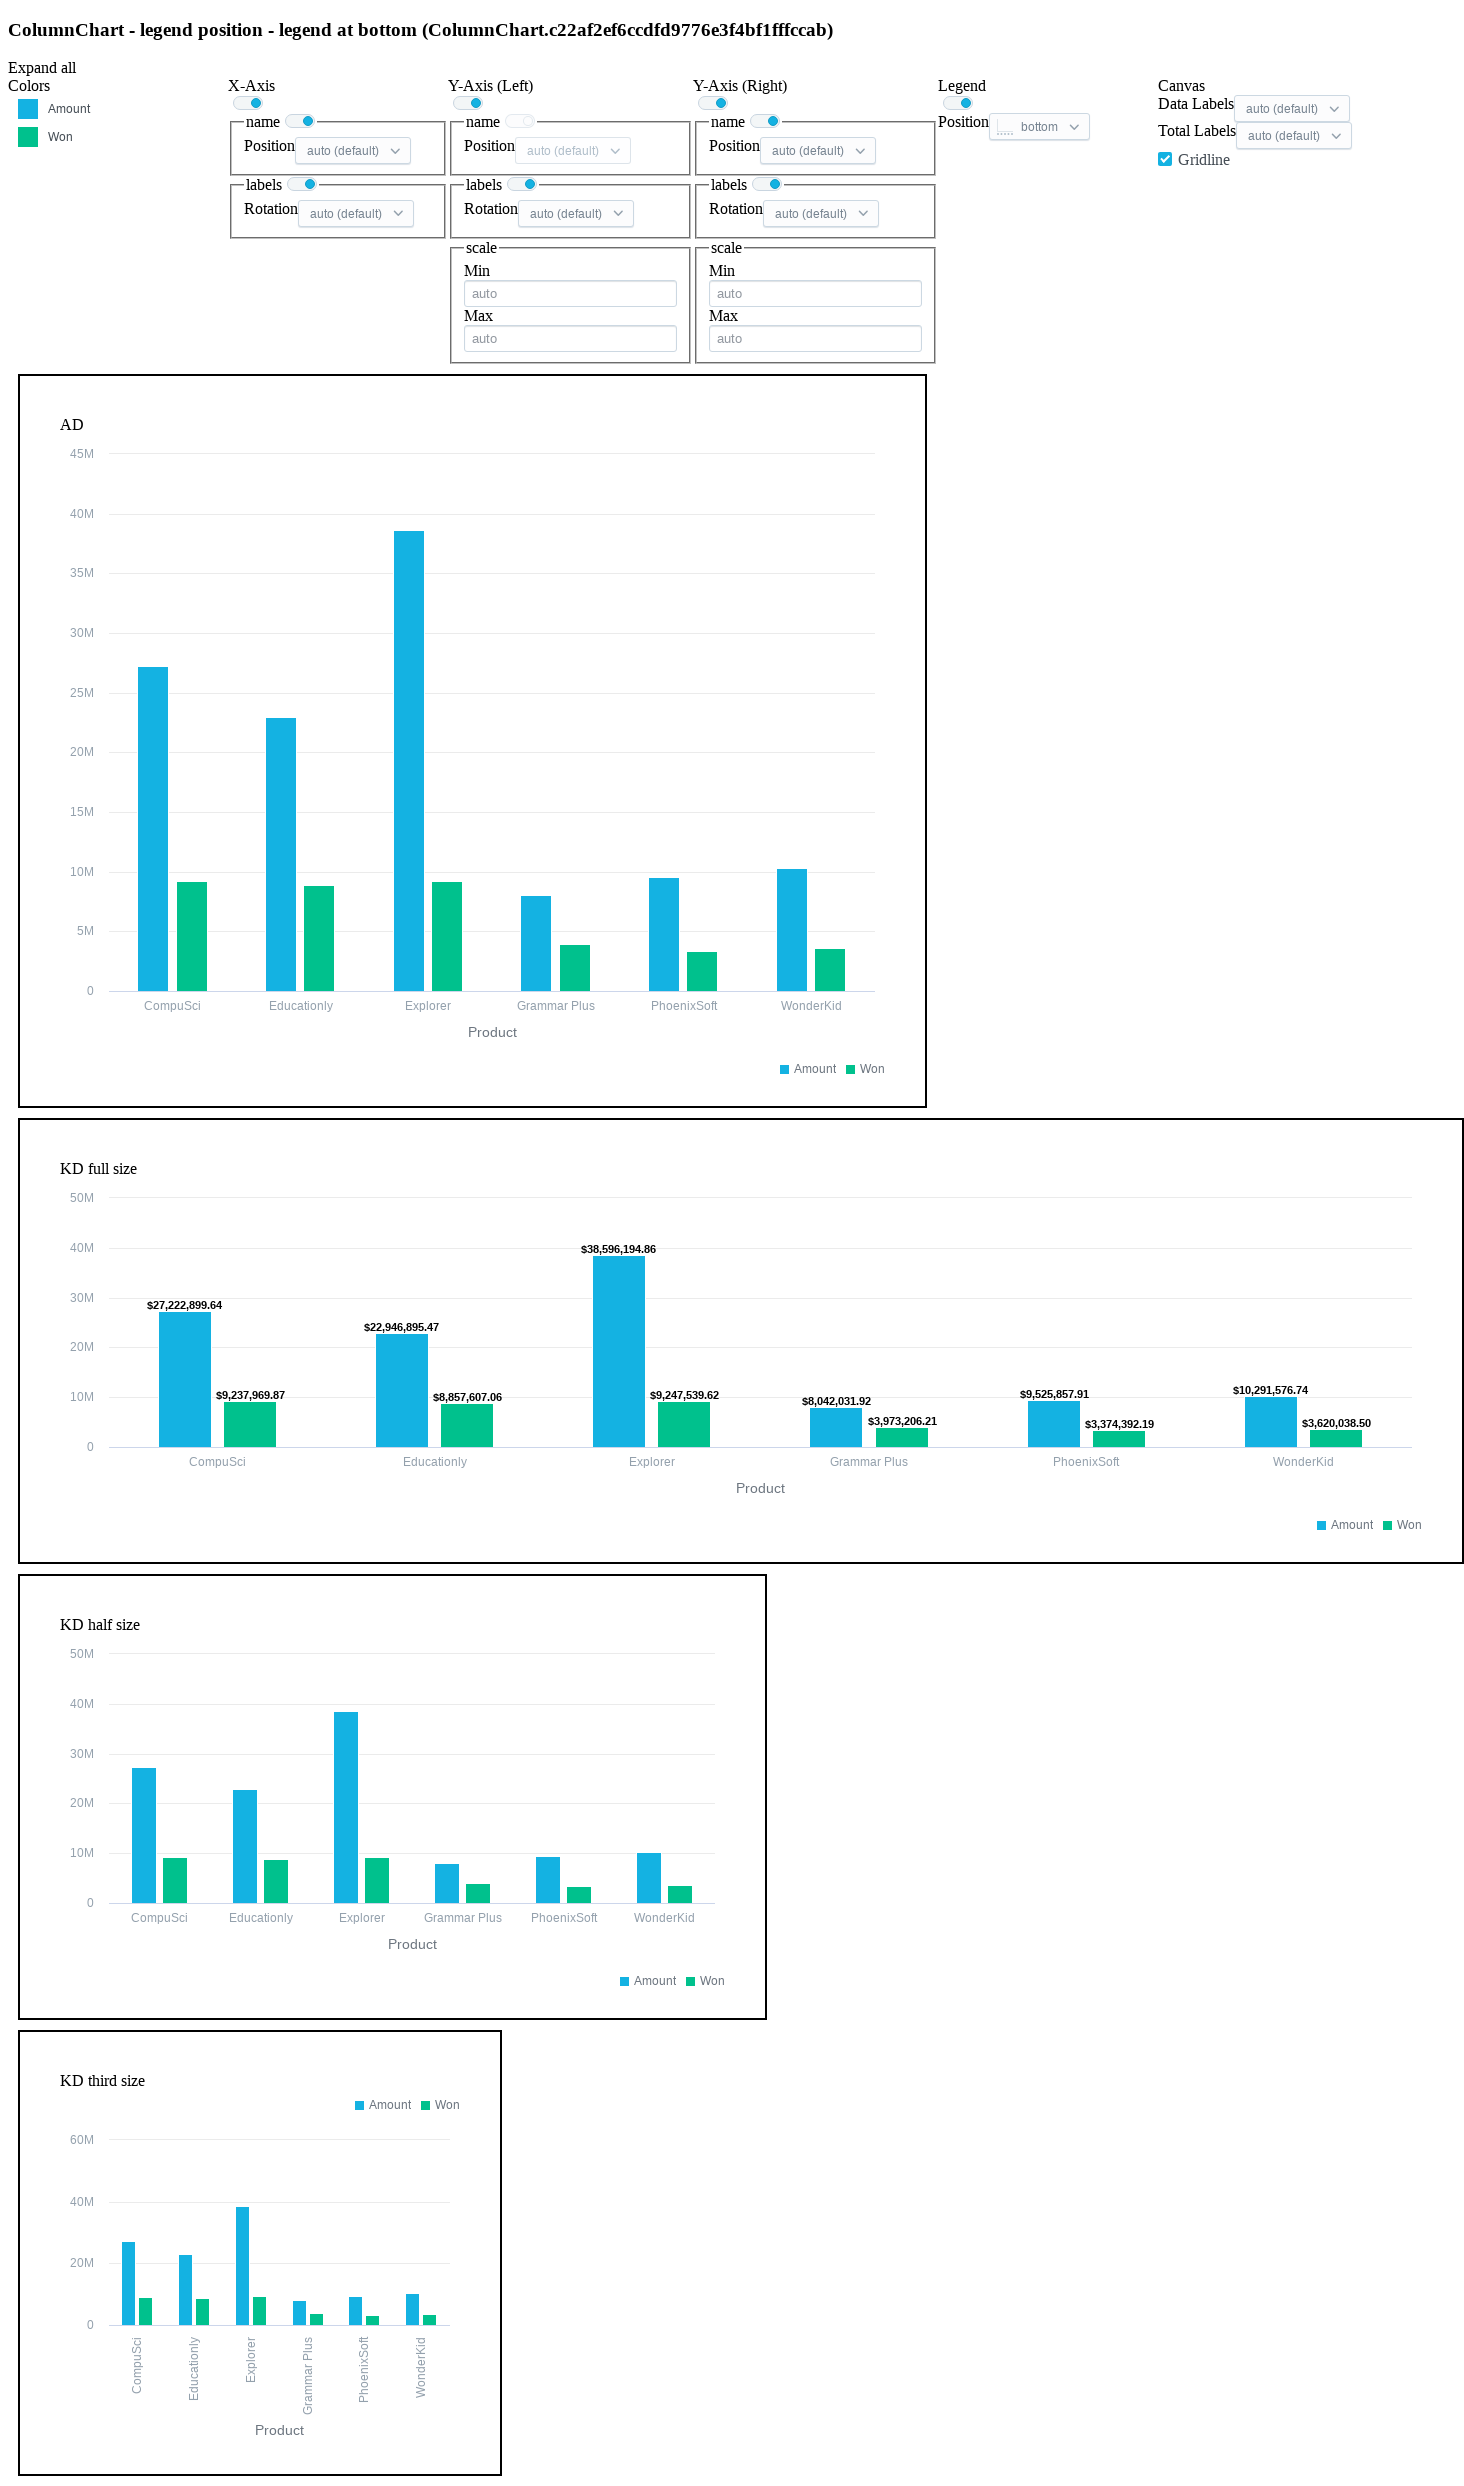 ColumnChart - legend position - legend at bottom (ColumnChart.c22af2ef6ccdfd9776e3f4bf1fffccab)
Expand all
Colors
Amount
Won
X-Axis
name
Position auto (default)
labels
Rotation auto (default)
Y-Axis (Left)
name
Position auto (default)
labels
Rotation auto (default)
scale
Min
auto
Max
auto
Y-Axis (Right)
name
Position auto (default)
labels
Rotation auto (default)
scale
Min
auto
Max
auto
Legend
Position bottom
Canvas
Data Labels auto (default)
Total Labels auto (default)
Gridline
AD
45M
40M
35M
30M
25M
20M
15M
10M
5M
0
CompuSci Educationly Explorer Grammar Plus PhoenixSoft WonderKid
Product
Amount Won
KD full size
50M
40M
30M
20M
10M
0
$27,222,899.64
$9,237,969.87
$22,946,895.47
$8,857,607.06
$38,596,194.86
$9,247,539.62
$8,042,031.92
$3,973,206.21
$9,525,857.91
$3,374,392.19
$10,291,576.74
$3,620,038.50
CompuSci Educationly Explorer Grammar Plus PhoenixSoft WonderKid
Product
Amount Won
KD half size
50M
40M
30M
20M
10M
0
CompuSci Educationly Explorer Grammar Plus PhoenixSoft WonderKid
Product
Amount Won
KD third size
Amount Won
60M
40M
20M
0
CompuSci
Educationly
Explorer
Grammar Plus
PhoenixSoft
WonderKid
Product